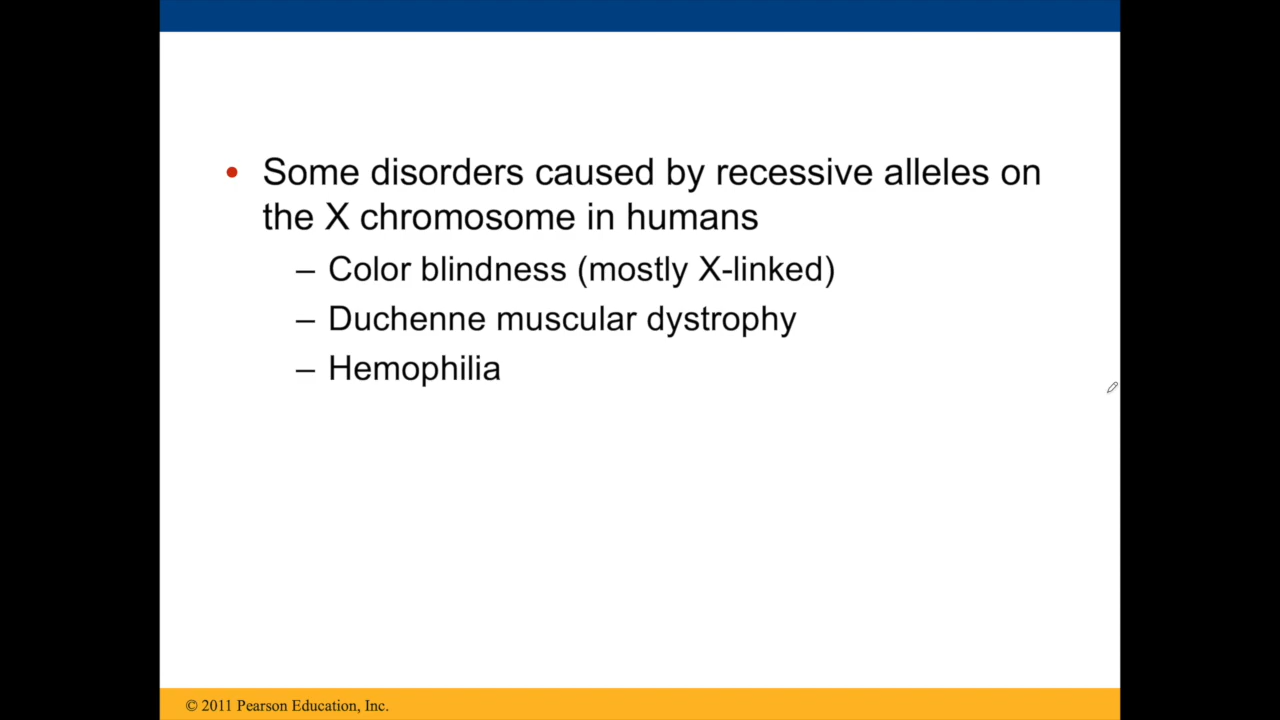 • Some disorders caused by recessive alleles on
the X chromosome in humans
– Color blindness (mostly X-linked)
– Duchenne muscular dystrophy
– Hemophilia
© 2011 Pearson Education, Inc.